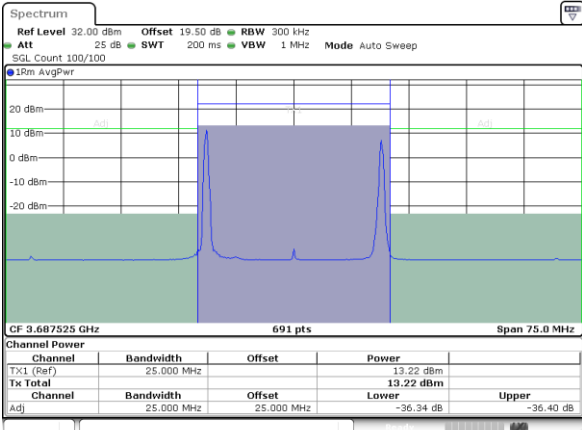 Spectrum
Ref Level 32.00 dBm Offset 19.50 dB RBW 300 kHz
Att 25 dB SWT 200 ms VBW 1 MHz Mode Auto Sweep
SGL Count 100/100
1Rm AvgPwr
20 dBm
Adj Adj
10 dBm
0 dBm
-10 dBm
-20 dBm
CF 3.687525 GHz 691 pts Span 75.0 MHz
Channel Power
Channel Bandwidth Offset Power
TX1 (Ref) 25.000 MHz 13.22 dBm
Tx Total 13.22 dBm
Channel Bandwidth Offset Lower Upper
Adj 25.000 MHz 25.000 MHz -36.34 dB -36.40 dB